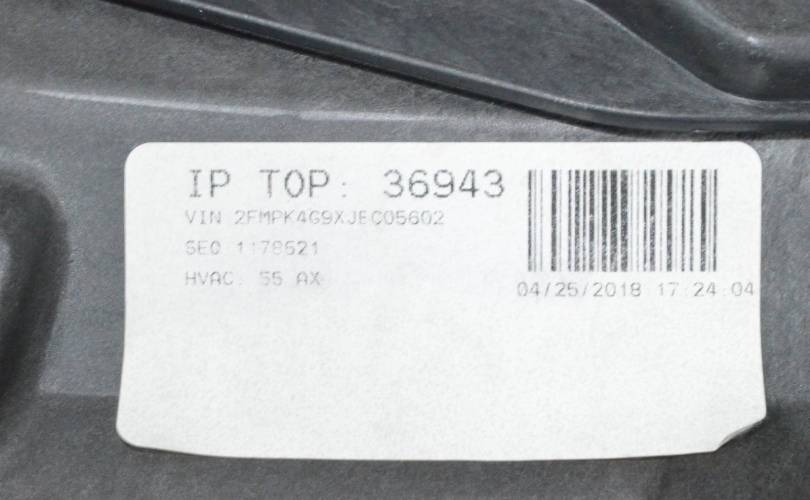 IP TOP: 36943
VIN 2FMPK4G9XJBC05602
SEQ 1178521
HVAC: 55 AX
04/25/2018 17:24:04